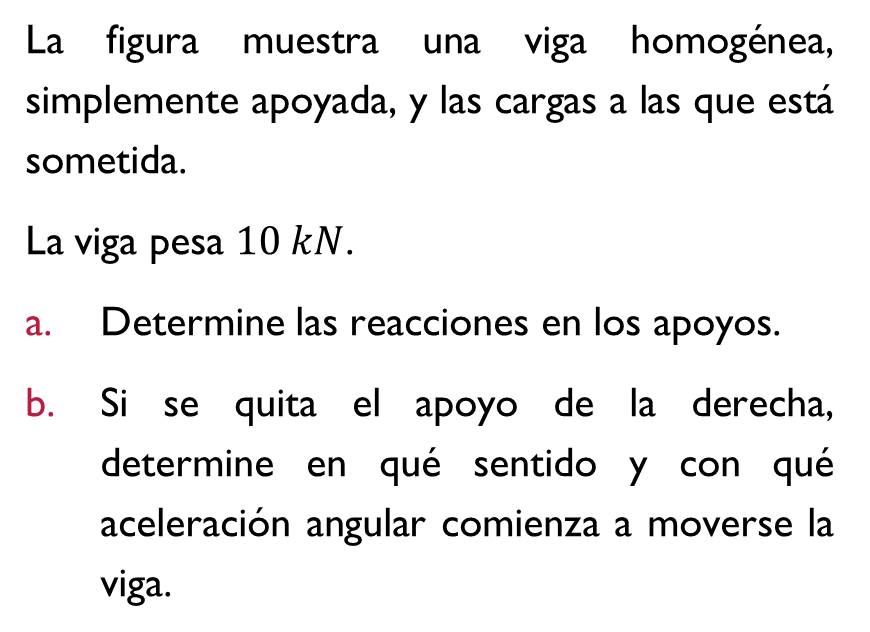 La figura muestra una viga homogénea,
simplemente apoyada, y las cargas a las que está
sometida.
La viga pesa 10 kN.
a. Determine las reacciones en los apoyos.
b. Si se quita el apoyo de la derecha,
determine en qué sentido y con qué
aceleración angular comienza a moverse la
viga.